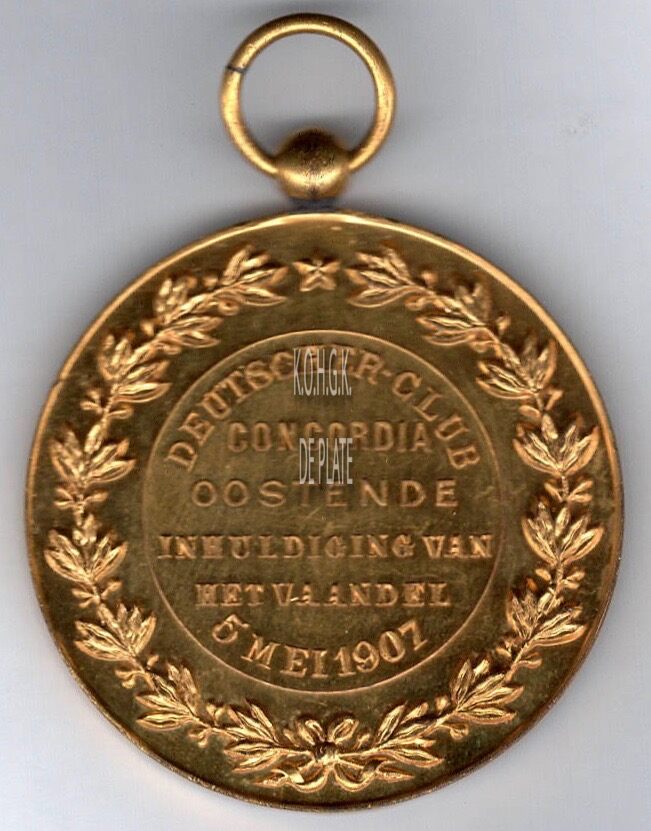 DEUTSCHER-CLUB
CONCORDIA
OOSTENDE
INHULDIGING VAN
HET VAANDEL
5 MEI 1907
K.O.H.G.K.
DE PLATE